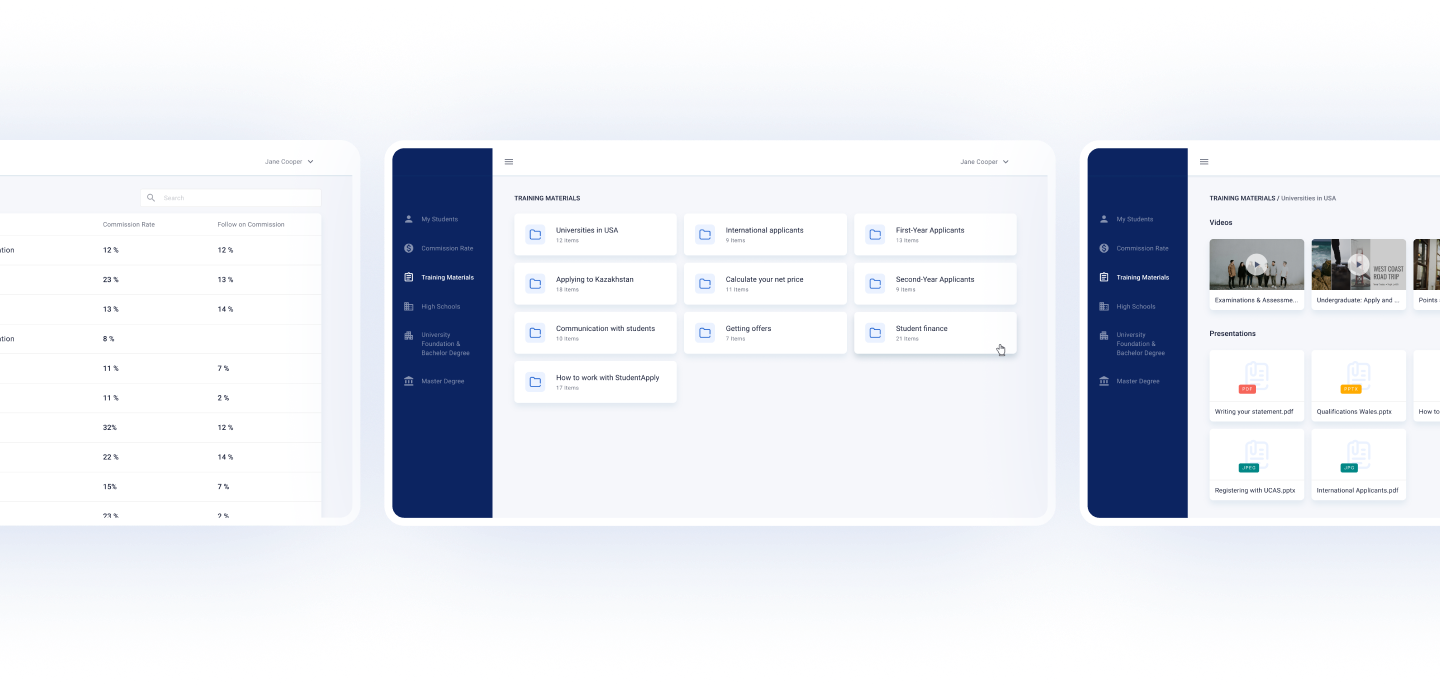 Jane Cooper
Search
Commission Rate Follow on Commission
ation 12 % 12 %
23 % 13 %
13 % 14 %
ation 8 %
11 % 7 %
11 % 2 %
32% 12 %
22 % 14 %
15% 7 %
23 % 2 %
Jane Cooper
My Students
Commission Rate
Training Materials
High Schools
University
Foundation &
Bachelor Degree
Master Degree
TRAINING MATERIALS
Universities in USA
12 Items
International applicants
9 Items
First-Year Applicants
13 Items
Applying to Kazakhstan
18 Items
Calculate your net price
11 Items
Second-Year Applicants
9 Items
Communication with students
10 Items
Getting offers
7 Items
Student finance
21 Items
How to work with StudentApply
17 Items
My Students
Commission Rate
Training Materials
High Schools
University
Foundation &
Bachelor Degree
Master Degree
TRAINING MATERIALS / Universities in USA
Videos
WEST COAST
ROAD TRIP
Examinations & Assessme...
Undergraduate: Apply and ...
Points
Presentations
PDF
Writing your statement.pdf
PPTX
Qualifications Wales.pptx
How to
JPEG
Registering with UCAS.pptx
JPG
International Applicants.pdf